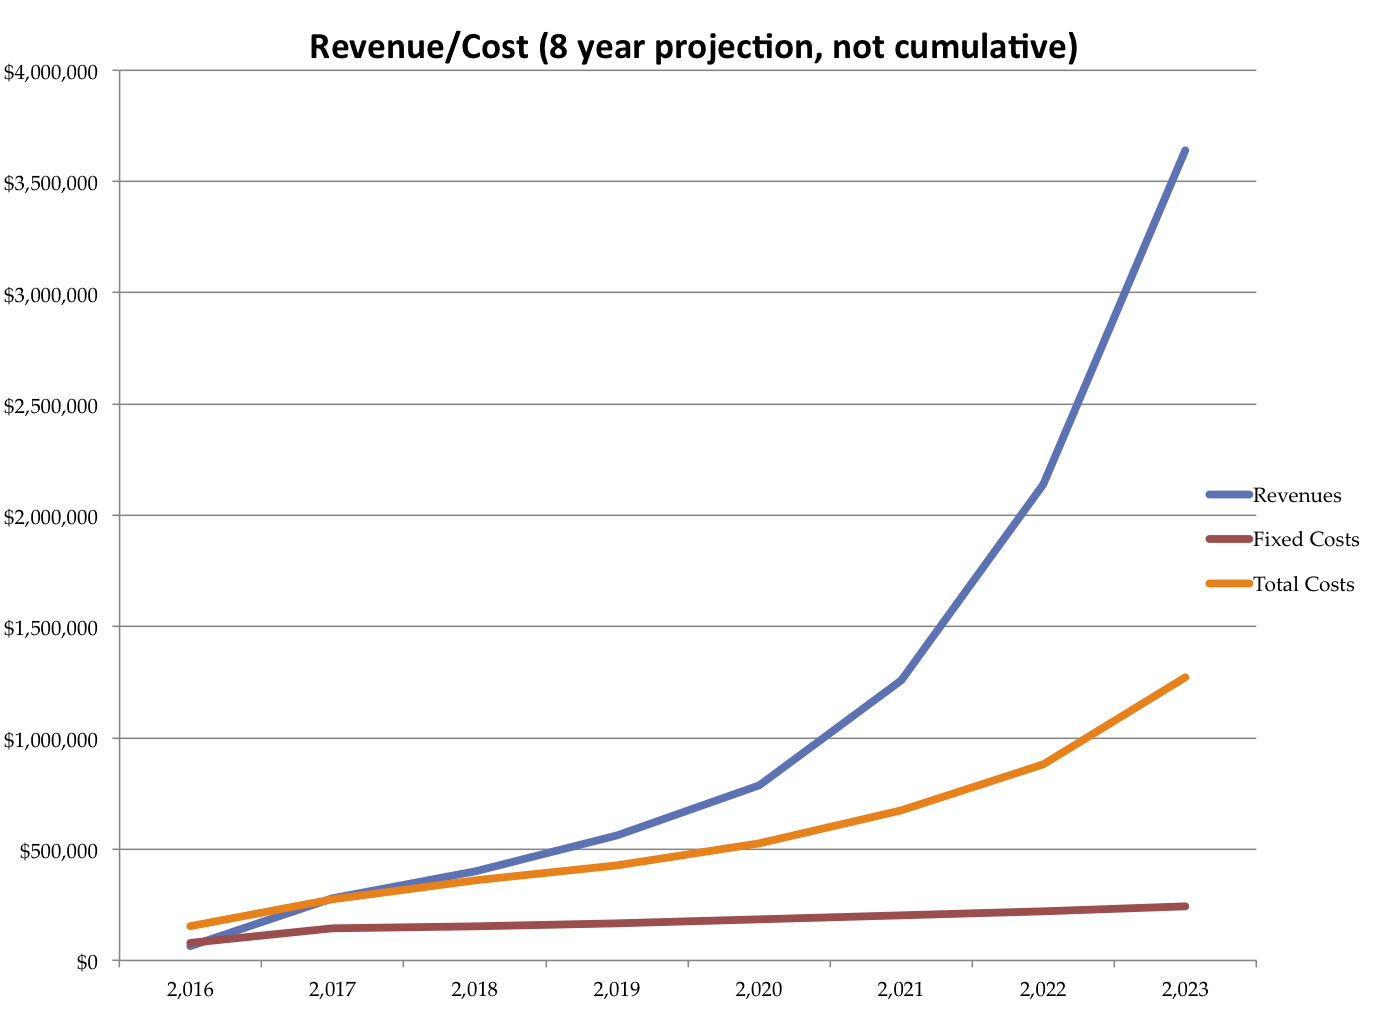 Revenue/Cost (8 year projection, not cumulative)
$4,000,000
$3,500,000
$3,000,000
$2,500,000
$2,000,000
$1,500,000
$1,000,000
$500,000
$0
Revenues
Fixed Costs
Total Costs
2,016 2,017 2,018 2,019 2,020 2,021 2,022 2,023